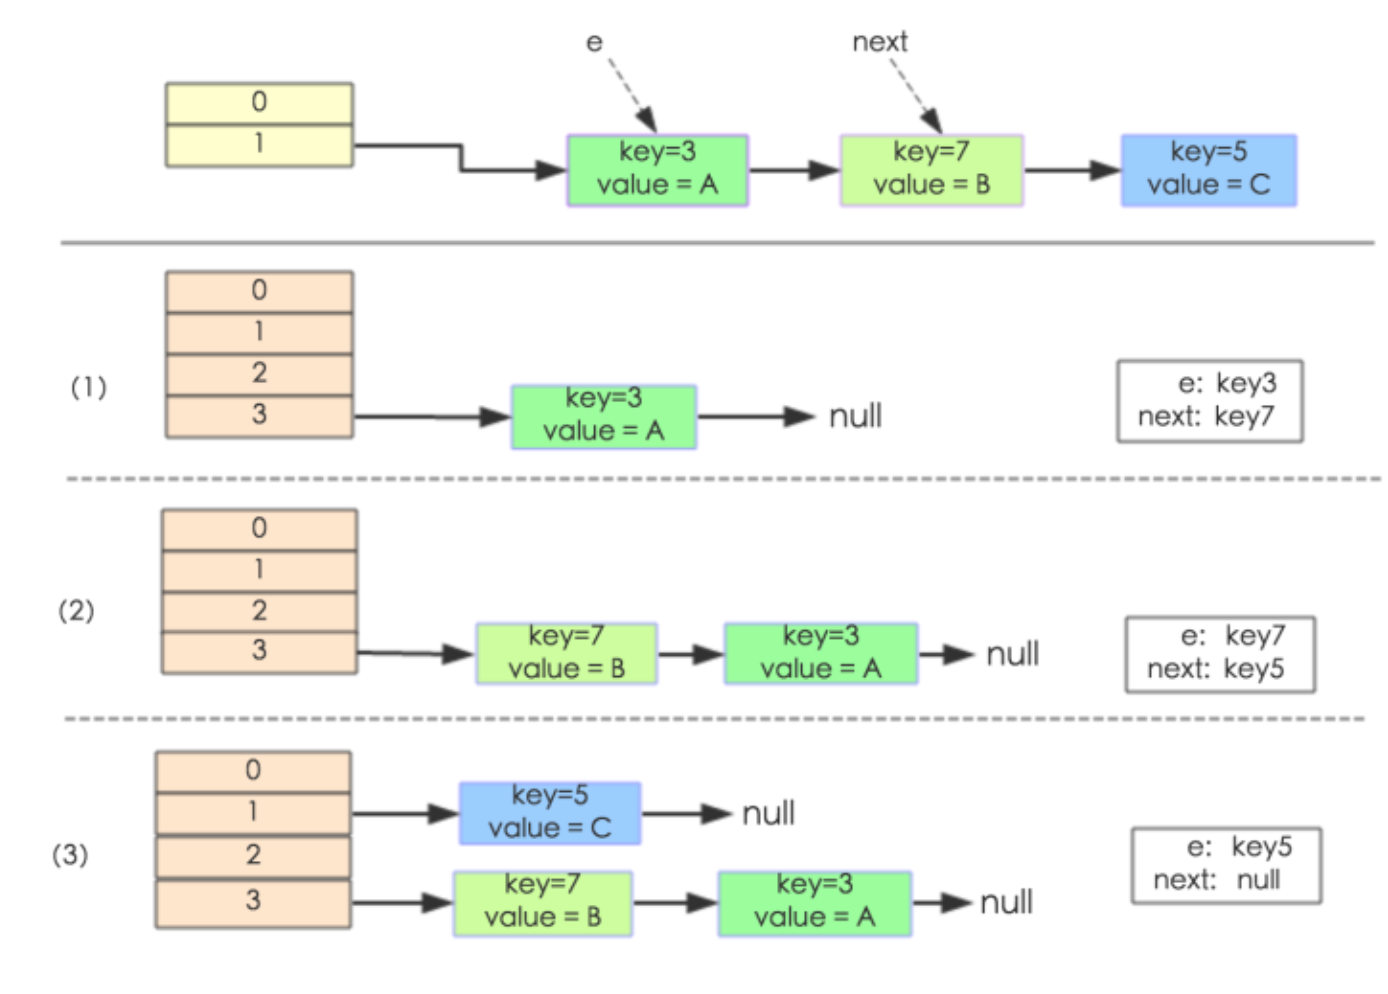 e
next
0
1
key=3
value = A
key=7
value = B
key=5
value = C
(1)
0
1
2
3
key=3
value = A
null
e: key3
next: key7
(2)
0
1
2
3
key=7
value = B
key=3
value = A
null
e: key7
next: key5
(3)
0
1
2
3
key=5
value = C
null
key=7
value = B
key=3
value = A
null
e: key5
next: null